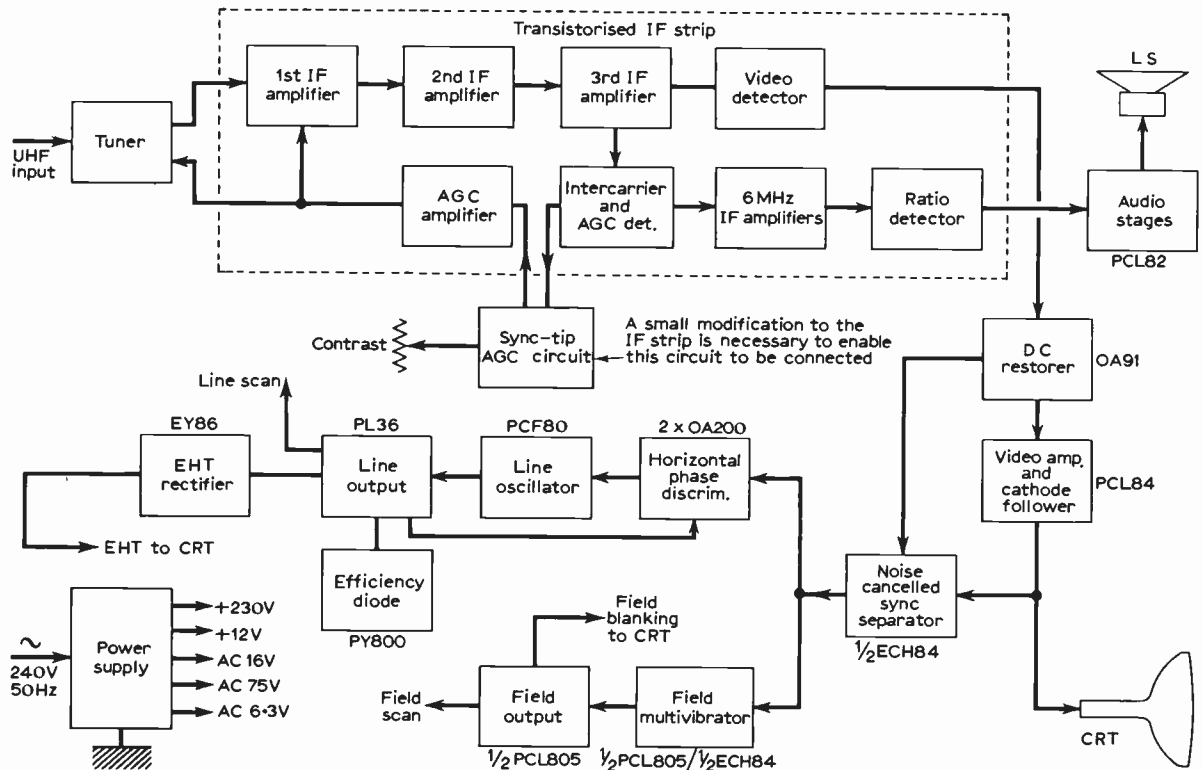 Transistorised IF strip
LS
1st IF
amplifier
2nd IF
amplifier
3rd IF
amplifier
Video
detector
Tuner
UHF
input
AGC
amplifier
Intercarrier
and
AGC det.
6MHz
IF amplifiers
Ratio
detector
Audio
stages
PCL82
Contrast
Sync-tip
AGC circuit
A small modification to the
IF strip is necessary to enable
this circuit to be connected
DC
restorer
OA91
Line scan
EY86
PL36
PCF80
2 x OA200
EHT
rectifier
Line
output
Line
oscillator
Horizontal
phase
discrim.
Video amp.
and
cathode
follower
PCL84
EHT to CRT
Efficiency
diode
PY800
Noise
cancelled
sync
separator
½ECH84
~
240V
50Hz
Power
supply
+230V
+12V
AC 16V
AC 75V
AC 6·3V
Field
blanking
to CRT
Field
scan
Field
output
½PCL805
Field
multivibrator
½PCL805/½ECH84
CRT